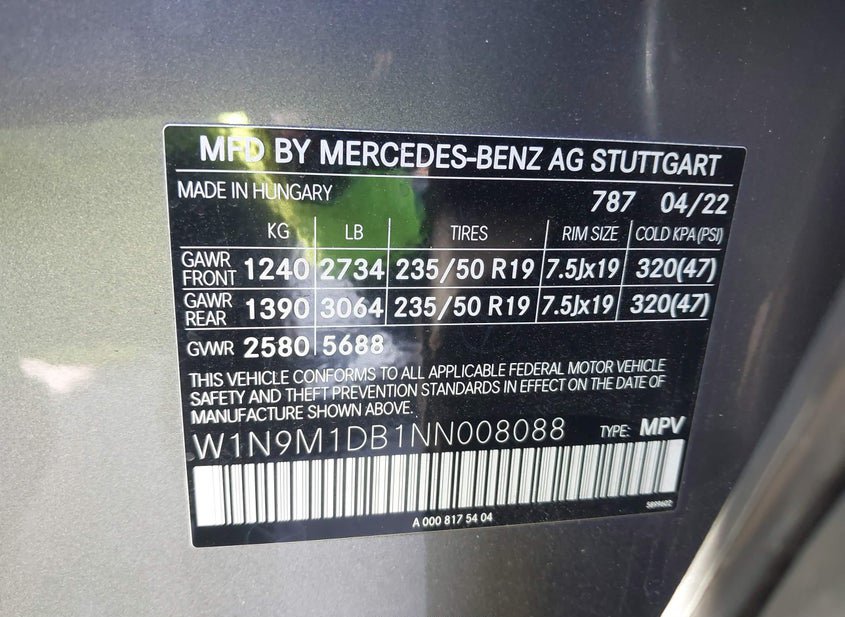 MFD BY MERCEDES-BENZ AG STUTTGART
MADE IN HUNGARY 787 04/22
KG LB TIRES RIM SIZE COLD KPA(PSI)
GAWR FRONT 1240 2734 235/50 R19 7.5Jx19 320(47)
GAWR REAR 1390 3064 235/50 R19 7.5Jx19 320(47)
GVWR 2580 5688
THIS VEHICLE CONFORMS TO ALL APPLICABLE FEDERAL MOTOR VEHICLE
SAFETY AND THEFT PREVENTION STANDARDS IN EFFECT ON THE DATE OF
MANUFACTURE SHOWN ABOVE.
W1N9M1DB1NN008088 TYPE: MPV
A 000 817 54 04 5899602